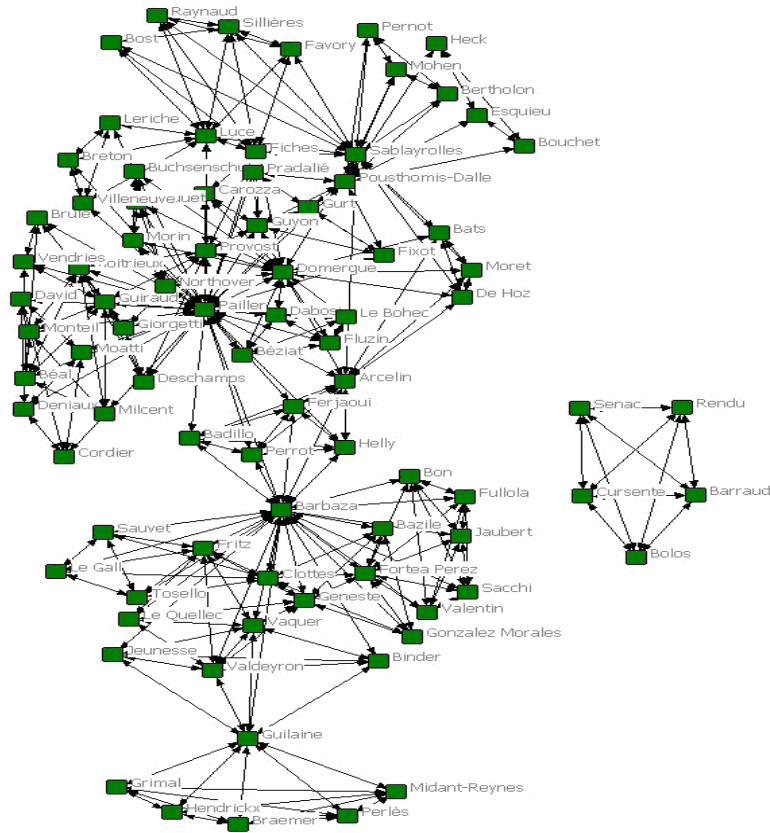 Raynaud
Sillières
Pernot
Bost
Favory
Heck
Mohen
Bertholon
Esquieu
Leriche
Luce
Bouchet
Fiches
Sablayrolles
Breton
Buchsenschutz
Pradalié
Pousthomis-Dalle
Villeneuve
Carozza
Gurt
Brulé
Guyon
Bats
Morin
Provost
Fixot
Vendries
Domergue
Moret
Northover
David
Guiraud
Pailler
Dabosi
Le Bohec
De Hoz
Monteil
Giorgetti
Fluzin
Moatti
Béziat
Béal
Deschamps
Arcelin
Deniaux
Milcent
Ferjaoui
Senac
Rendu
Badillo
Perrot
Helly
Cordier
Bon
Cursente
Barraud
Barbaza
Fullola
Sauvet
Bazile
Jaubert
Fritz
Bolos
Le Gall
Clottes
Fortea Perez
Tosello
Geneste
Sacchi
Le Quellec
Vaquer
Valentin
Gonzalez Morales
Jeunesse
Valdeyron
Binder
Guilaine
Grimal
Midant-Reynes
Hendrickx
Braemer
Perlès